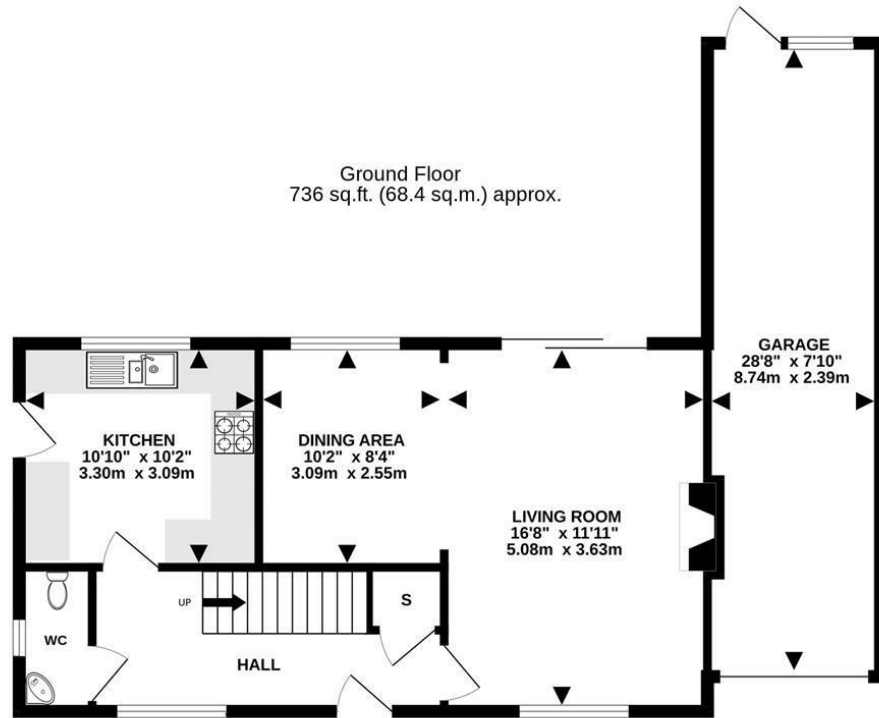 Ground Floor
736 sq.ft. (68.4 sq.m.) approx.
GARAGE
28'8" x 7'10"
8.74m x 2.39m
KITCHEN
10'10" x 10'2"
3.30m x 3.09m
DINING AREA
10'2" x 8'4"
3.09m x 2.55m
LIVING ROOM
16'8" x 11'11"
5.08m x 3.63m
UP
S
WC
HALL